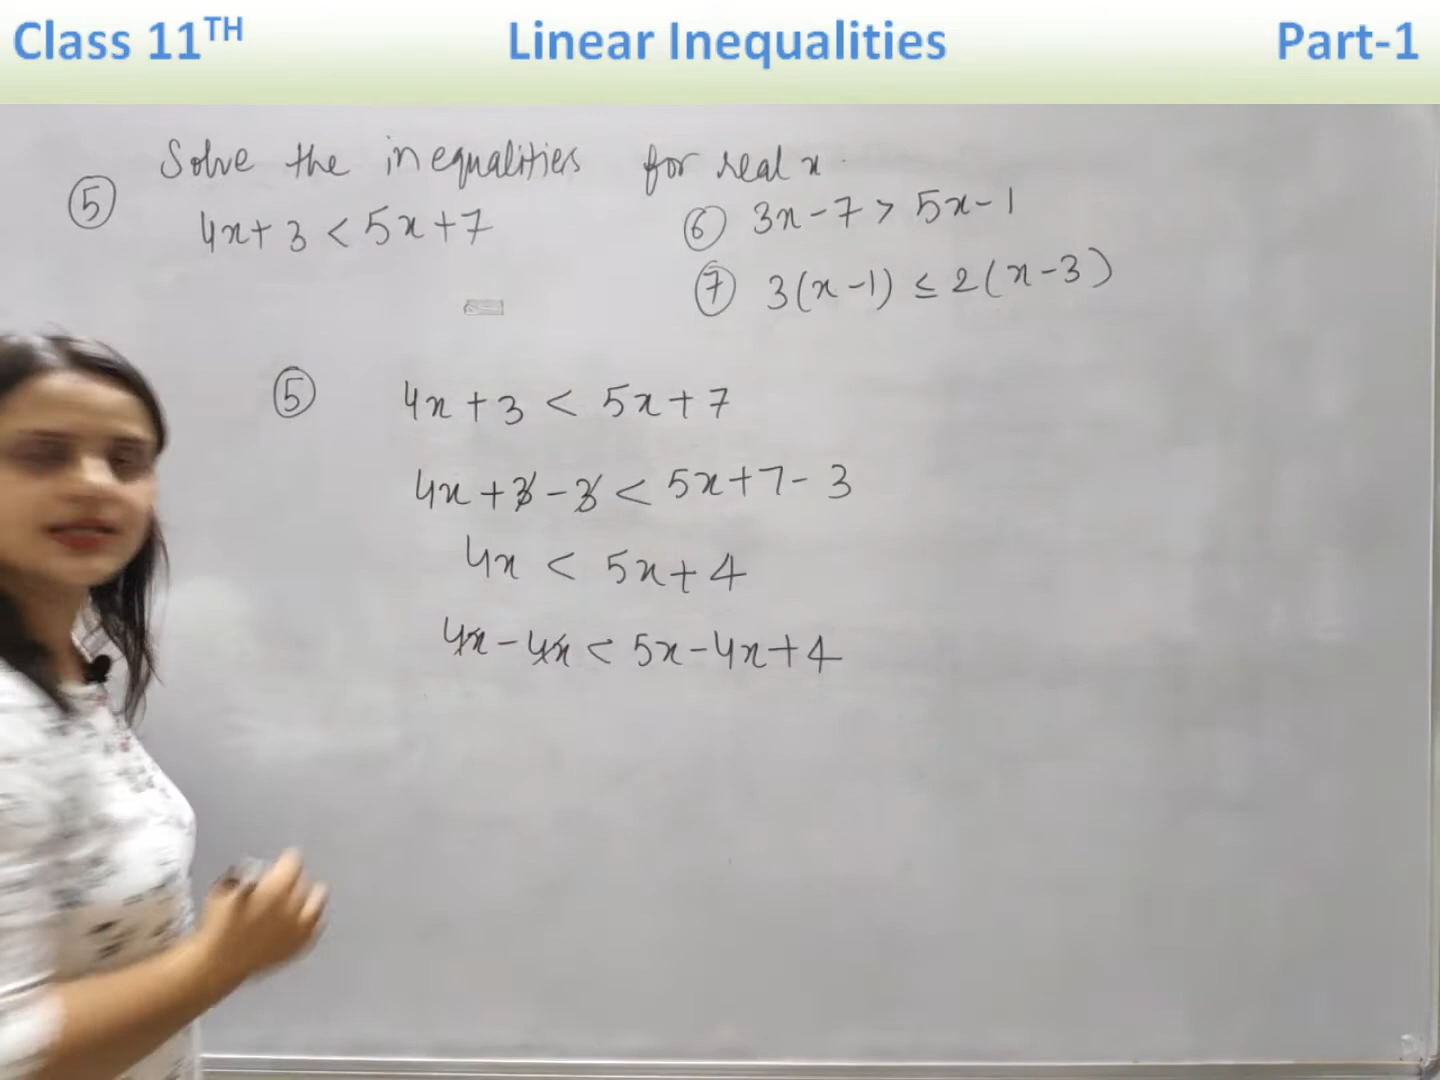 Class 11TH Linear Inequalities Part-1
Solve the inequalities for real x.
⑤ 4x+3<5x+7
⑥ 3x-7>5x-1
⑦ 3(x-1)≤2(x-3)
⑤ 4x+3<5x+7
4x+3-3<5x+7-3
4x<5x+4
4x-4x<5x-4x+4